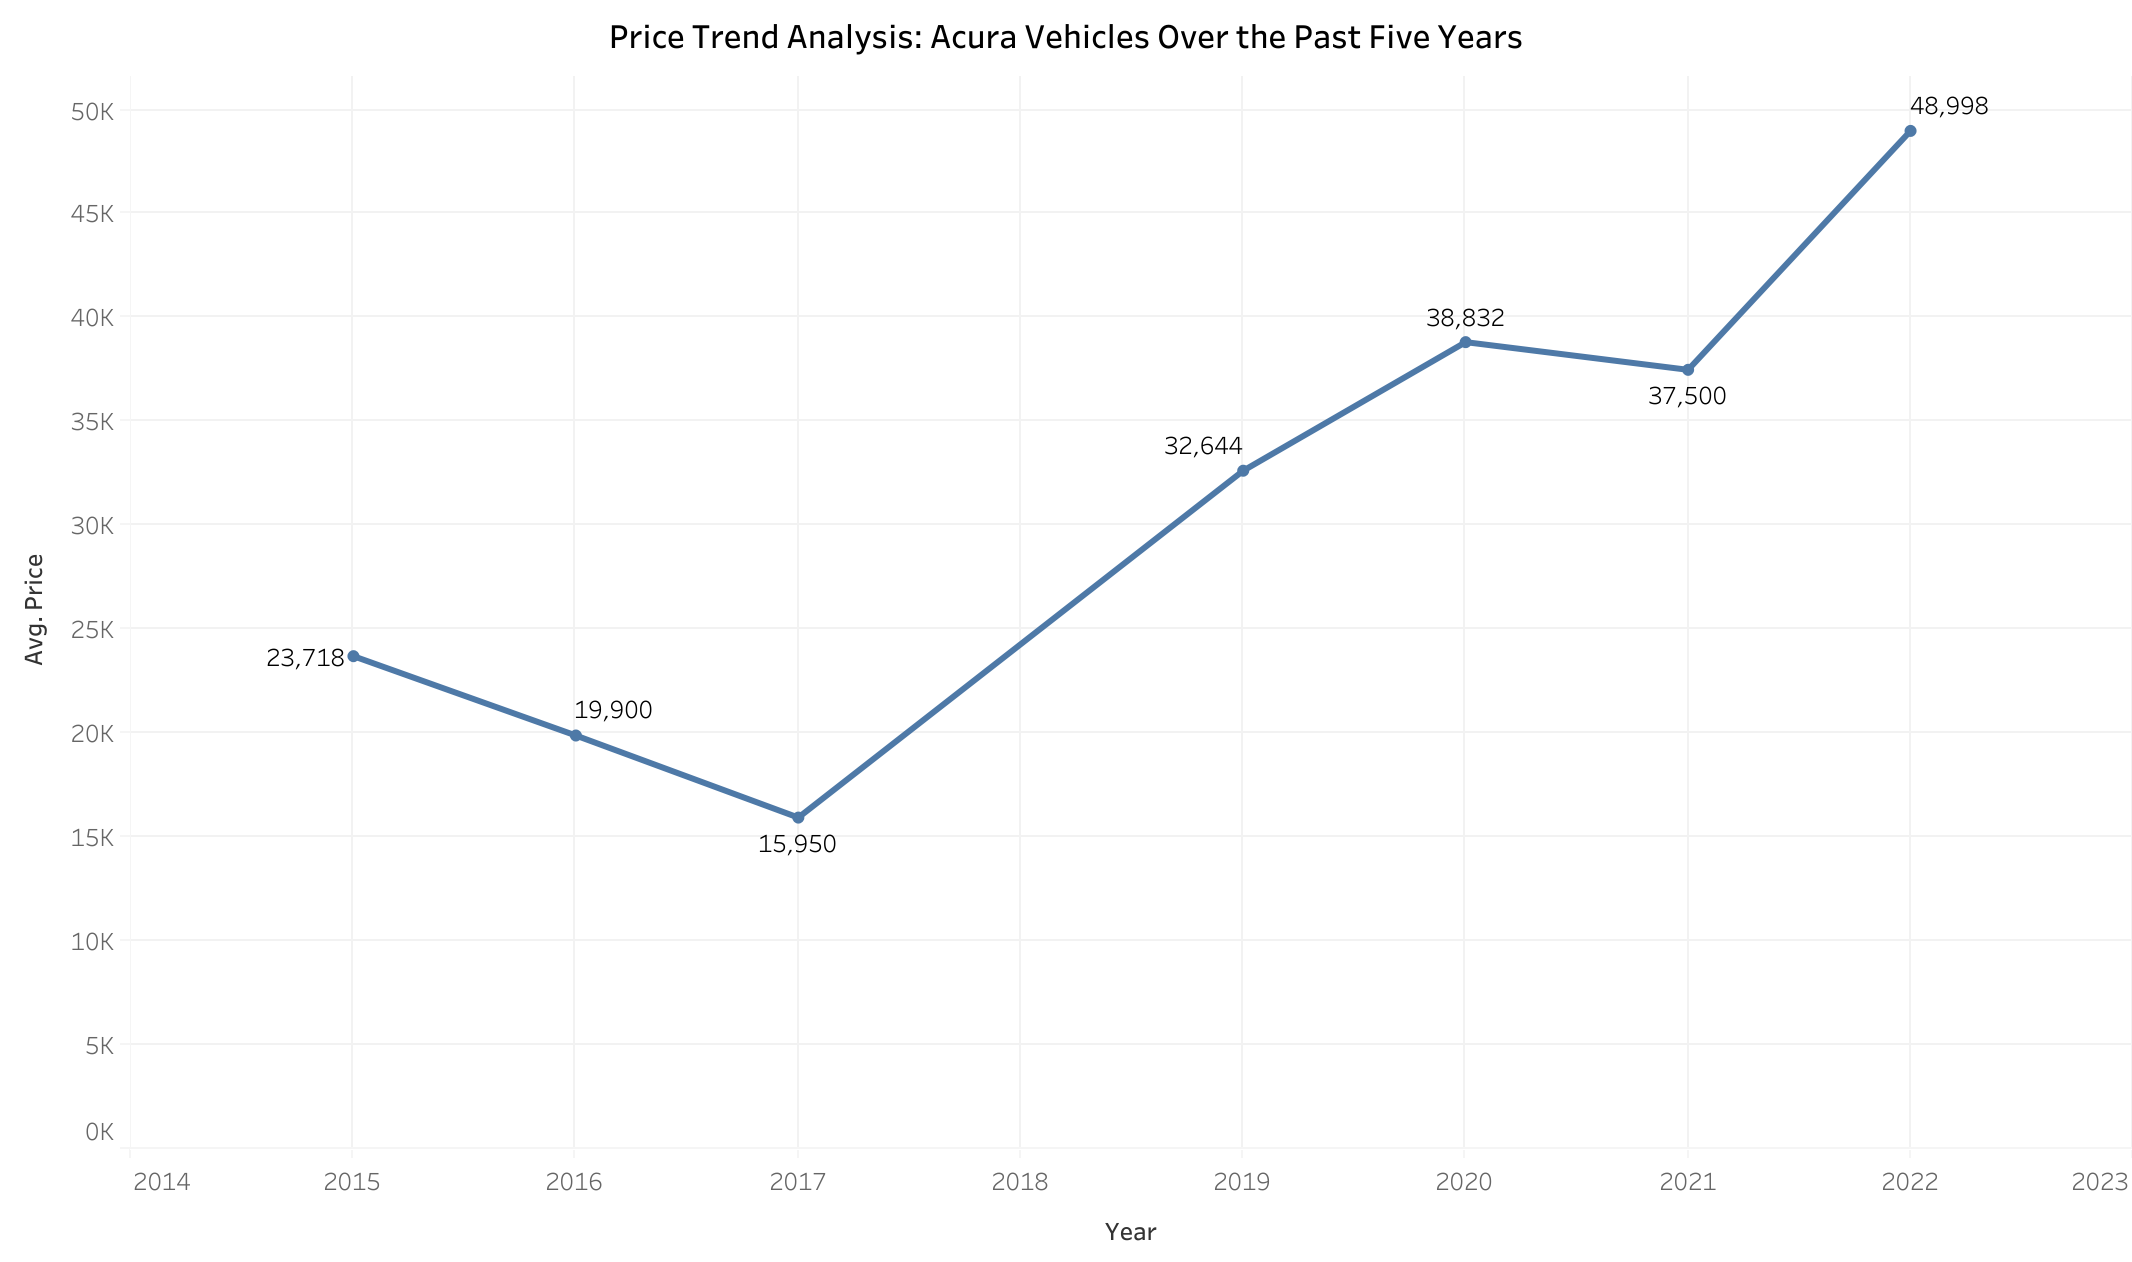 Price Trend Analysis: Acura Vehicles Over the Past Five Years
50K
48,998
45K
40K
38,832
37,500
35K
32,644
30K
25K
23,718
19,900
20K
15K
15,950
10K
5K
0K
Avg. Price
2014 2015 2016 2017 2018 2019 2020 2021 2022 2023
Year